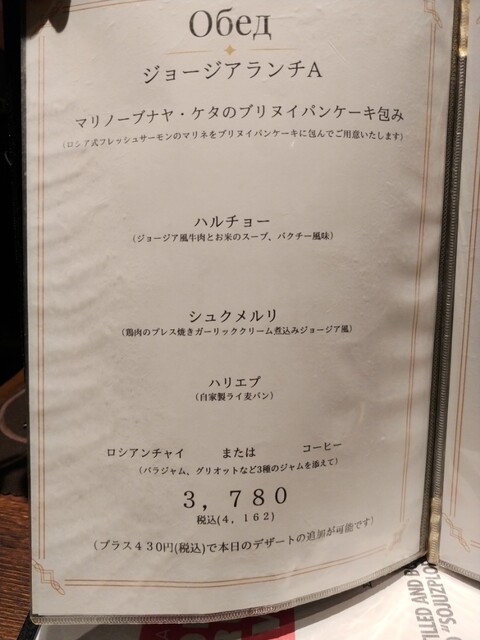 Обед
ジョージアランチA
マリノーブナヤ・ケタのブリヌイパンケーキ包み
(ロシア式フレッシュサーモンのマリネをブリヌイパンケーキに包んでご用意いたします)
ハルチョー
(ジョージア風牛肉とお米のスープ、パクチー風味)
シュクメルリ
(鶏肉のプレス焼きガーリッククリーム煮込みジョージア風)
ハリエブ
(自家製ライ麦パン)
ロシアンチャイ または コーヒー
(バラジャム、グリオットなど3種のジャムを添えて)
3,780
税込(4,162)
(プラス430円(税込)で本日のデザートの追加が可能です)